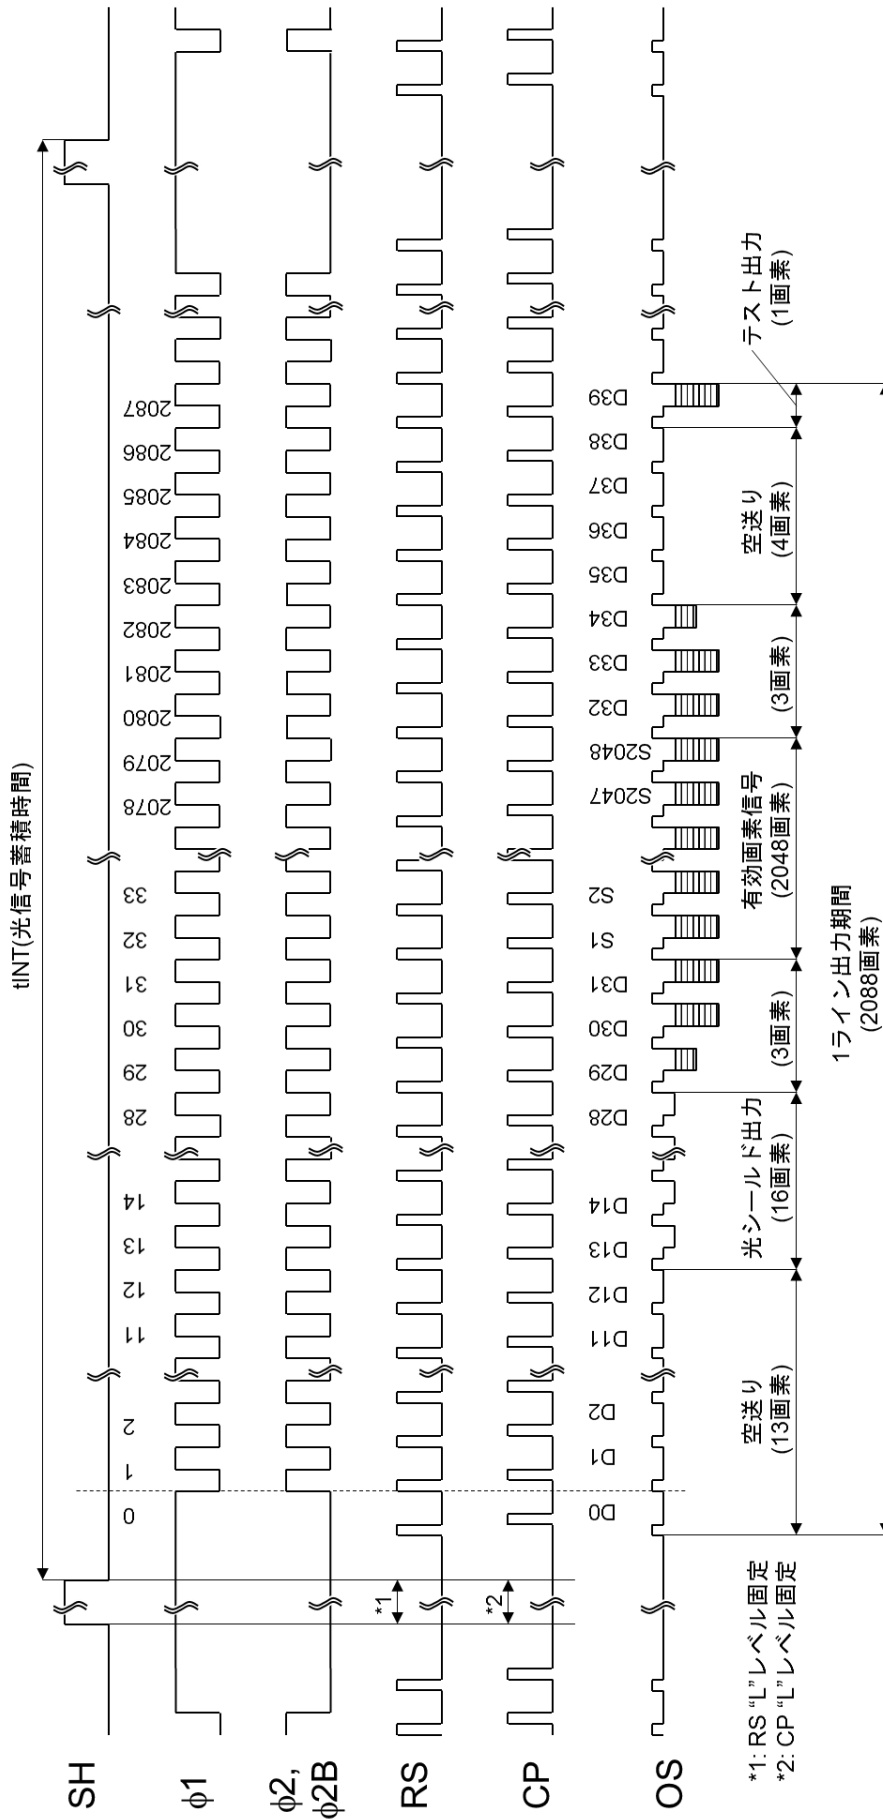 tINT(光信号蓄積時間)
SH
0 1 2 11 12 13 14 28 29 30 31 32 33 2078 2079 2080 2081 2082 2083 2084 2085 2086 2087
ϕ1
ϕ2,
ϕ2B
RS
*1
CP
*2
D0 D1 D2 D11 D12 D13 D14 D28 D29 D30 D31 S1 S2 S2047 S2048 D32 D33 D34 D35 D36 D37 D38 D39
OS
空送り
(13画素)
光シールド出力
(16画素)
(3画素)
有効画素信号
(2048画素)
(3画素)
空送り
(4画素)
テスト出力
(1画素)
1ライン出力期間
(2088画素)
*1: RS “L”レベル固定
*2: CP “L”レベル固定